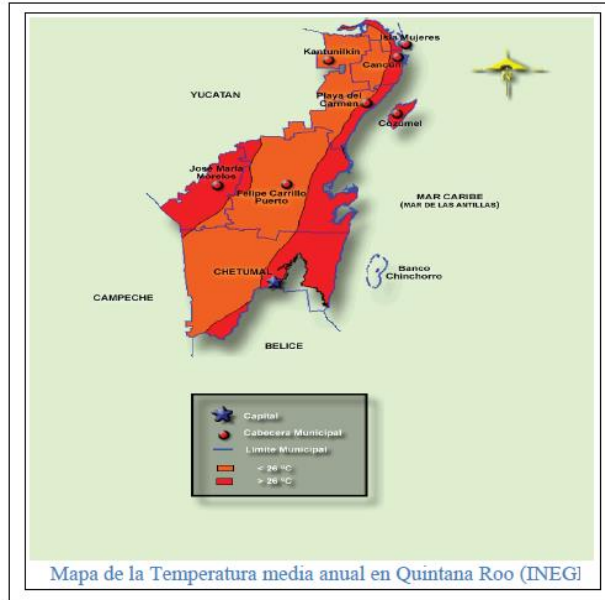 Isla Mujeres
Kantunilkin
Cancún
YUCATAN
Playa del
Carmen
Cozumel
José María
Morelos
Felipe Carrillo
Puerto
MAR CARIBE
(MAR DE LAS ANTILLAS)
CHETUMAL
Banco
Chinchorro
CAMPECHE
BELICE
Capital
Cabecera Municipal
Limite Municipal
< 26 °C
> 26 °C
Mapa de la Temperatura media anual en Quintana Roo (INEGI